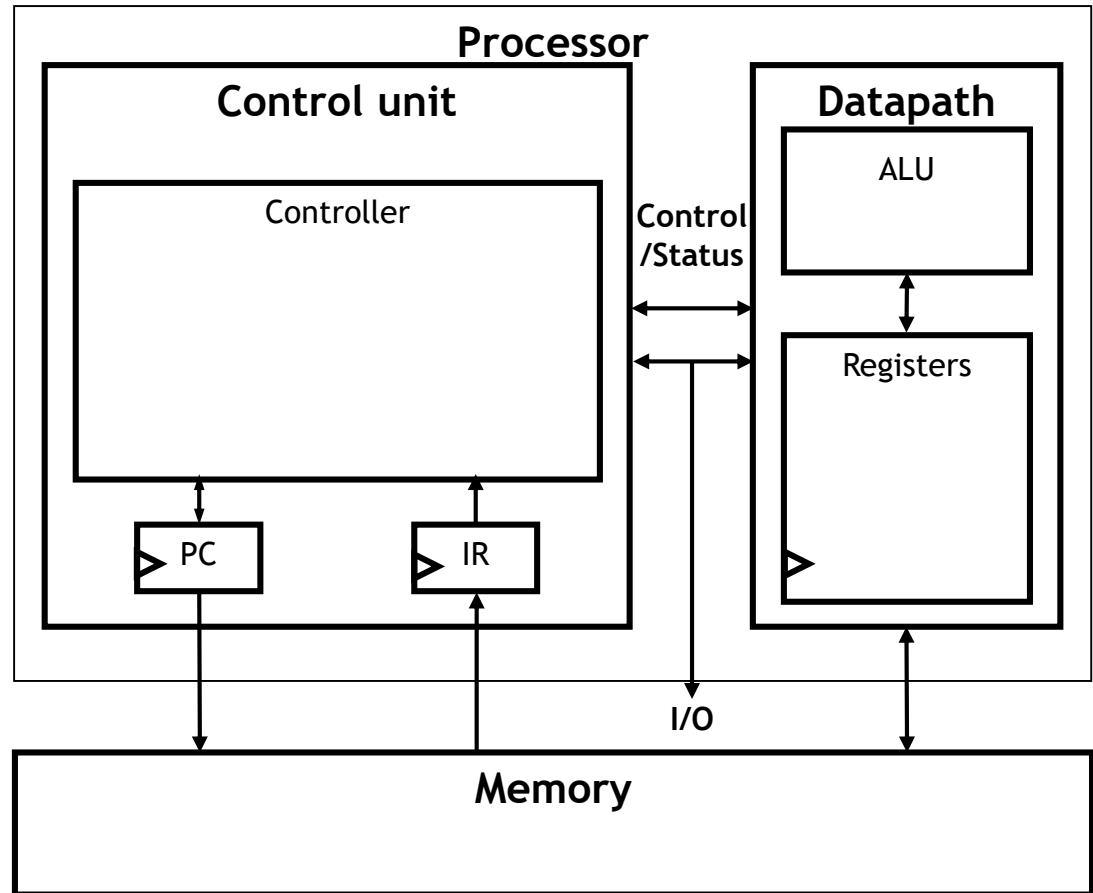 Processor
Control unit
Datapath
ALU
Controller
Control
/Status
Registers
PC
IR
I/O
Memory